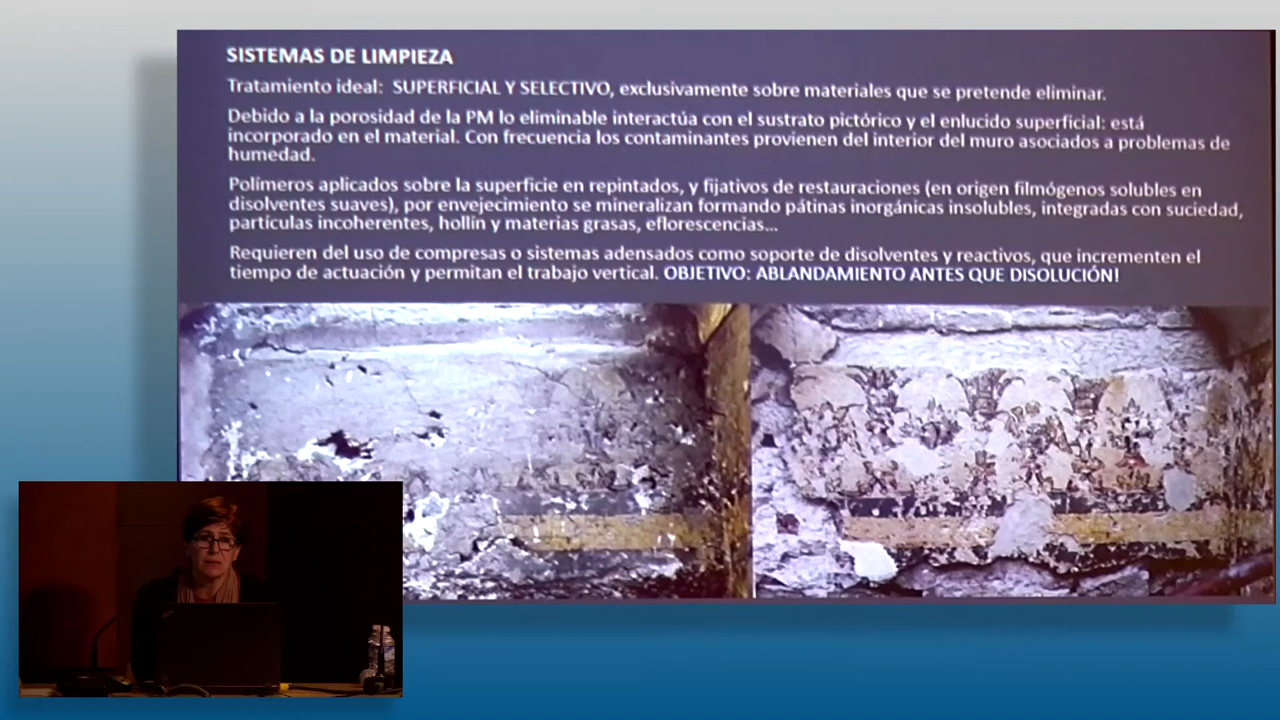 SISTEMAS DE LIMPIEZA
Tratamiento ideal: SUPERFICIAL Y SELECTIVO, exclusivamente sobre materiales que se pretende eliminar.
Debido a la porosidad de la PM lo eliminable interactúa con el sustrato pictórico y el enlucido superficial: está
incorporado en el material. Con frecuencia los contaminantes provienen del interior del muro asociados a problemas de
humedad.
Polímeros aplicados sobre la superficie en repintados, y fijativos de restauraciones (en origen filmógenos solubles en
disolventes suaves), por envejecimiento se mineralizan formando pátinas inorgánicas insolubles, integradas con suciedad,
partículas incoherentes, hollín y materias grasas, eflorescencias...
Requieren del uso de compresas o sistemas adensados como soporte de disolventes y reactivos, que incrementen el
tiempo de actuación y permitan el trabajo vertical. OBJETIVO: ABLANDAMIENTO ANTES QUE DISOLUCIÓN!